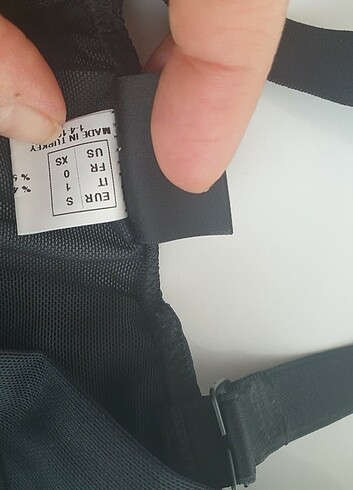 EUR S
IT 1
FR 0
US XS
MADE IN TURKEY